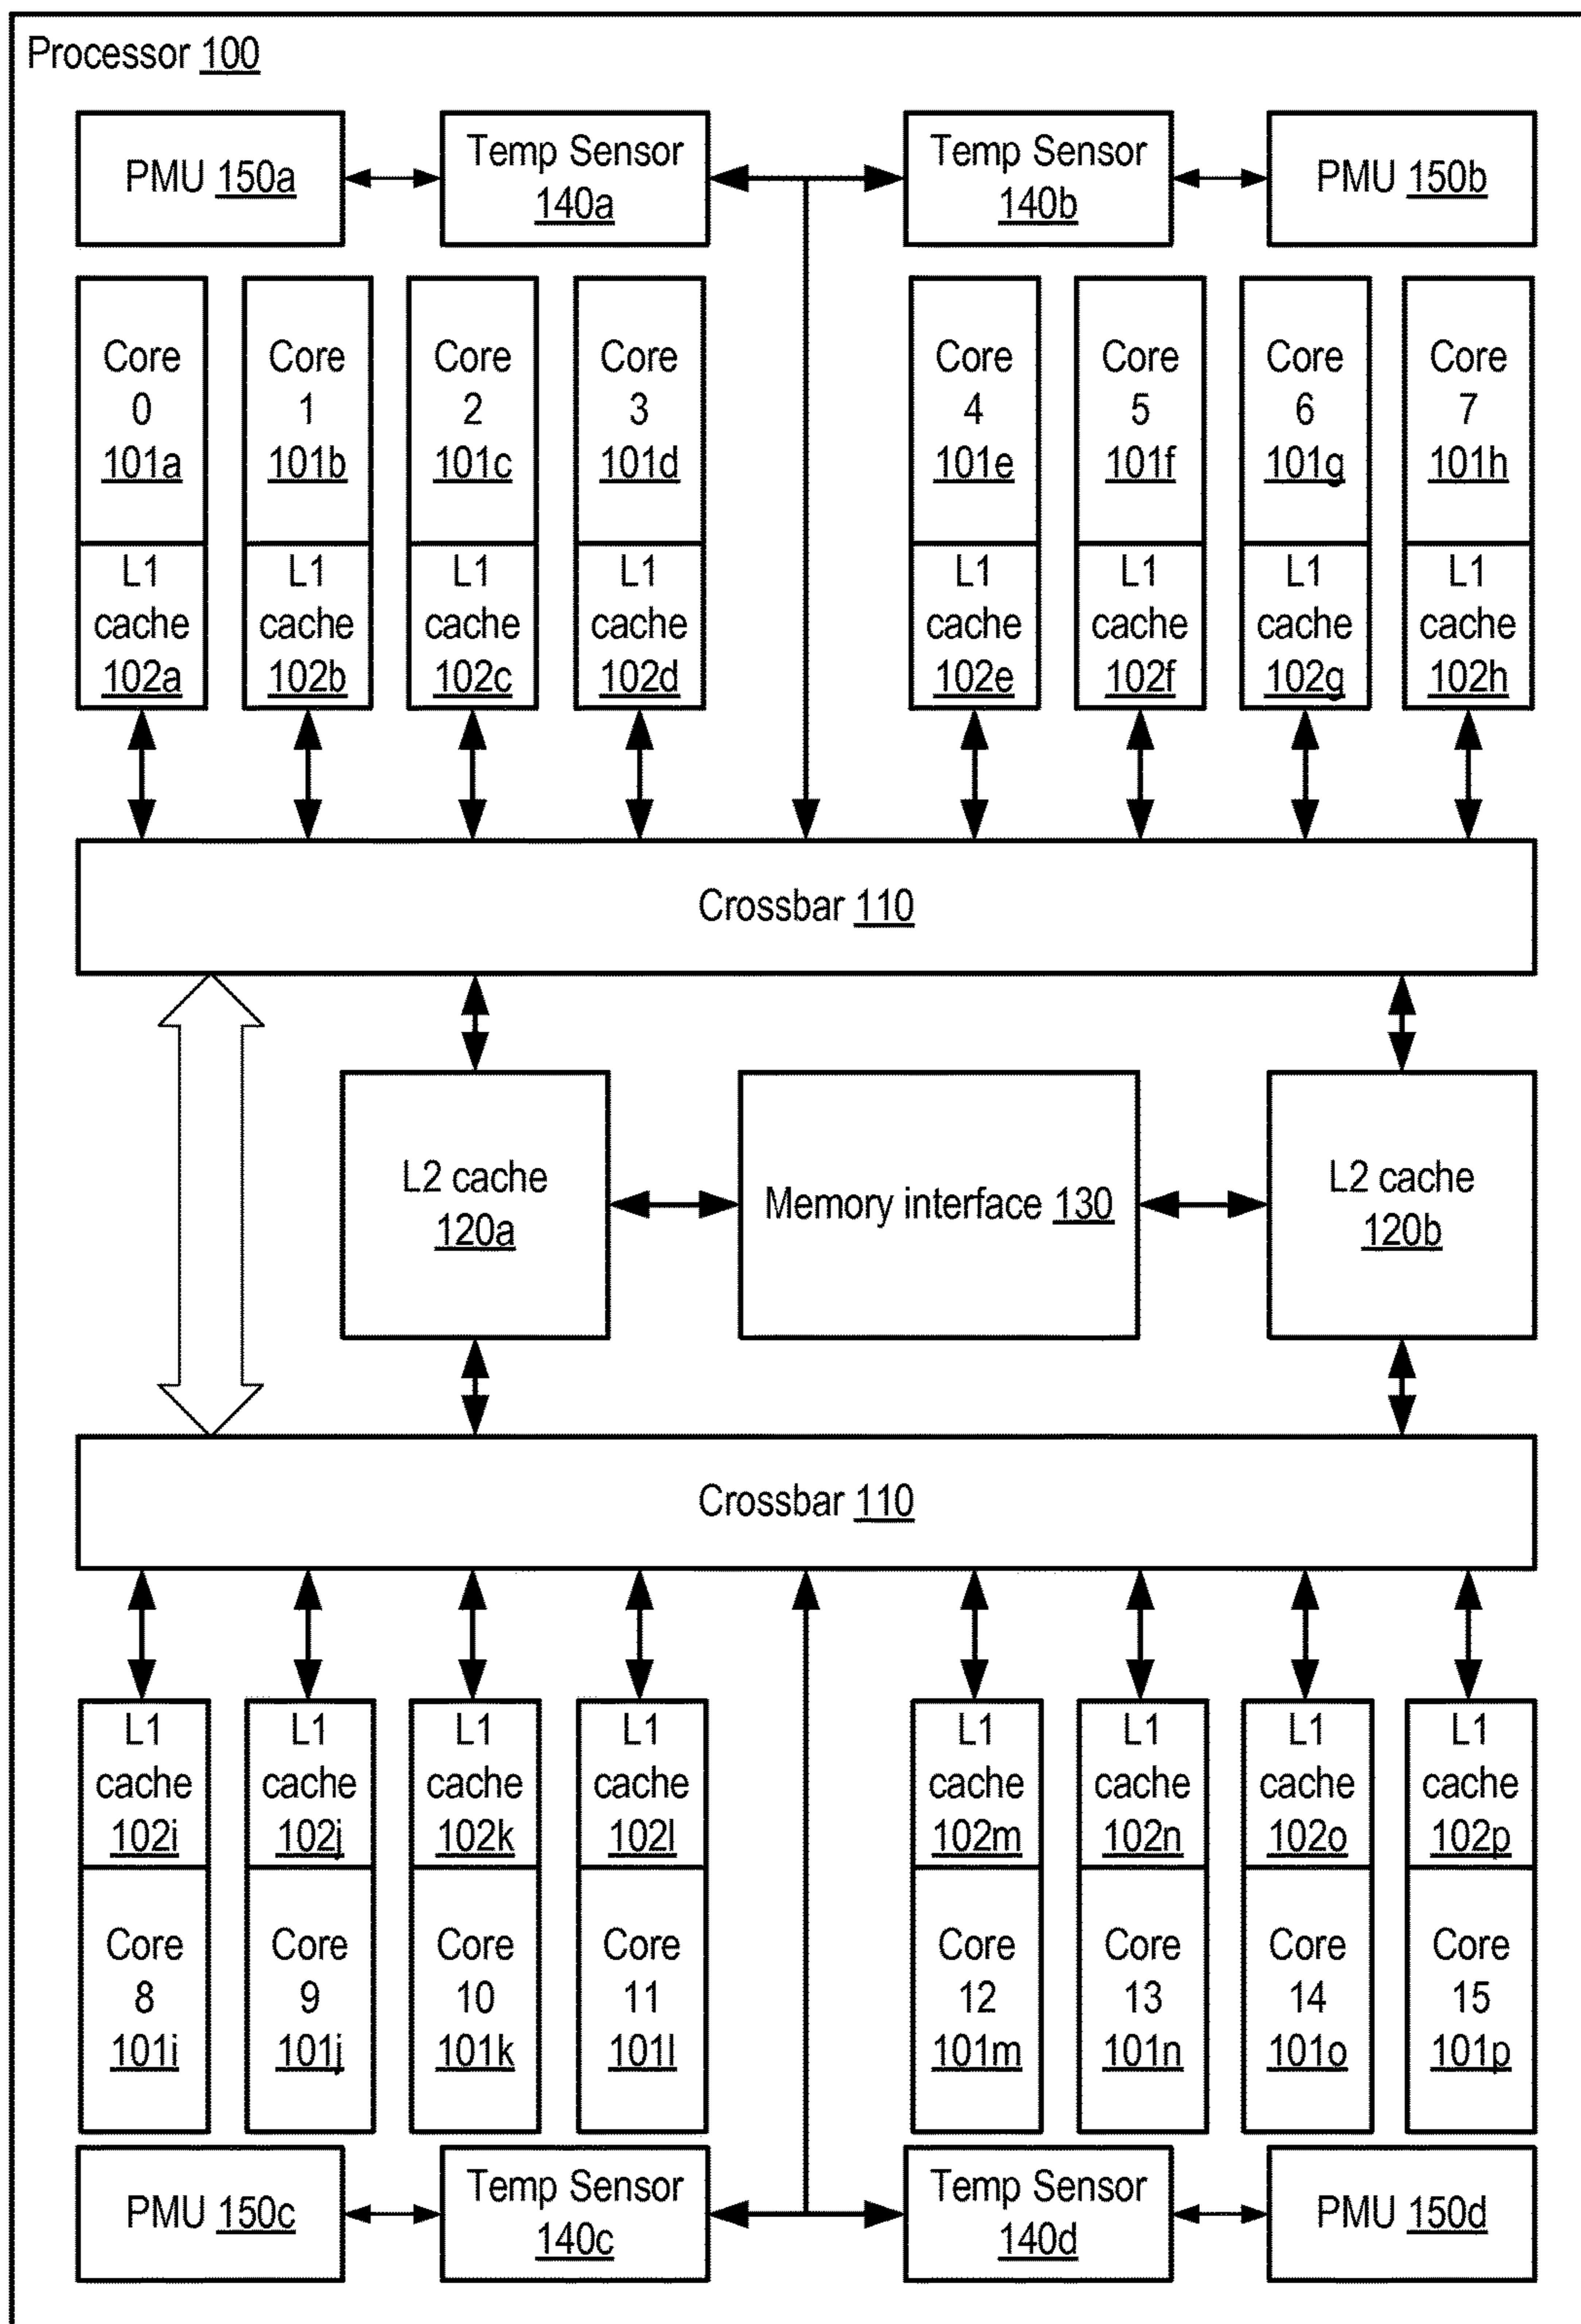 Processor 100
PMU 150a
Temp Sensor
140a
Temp Sensor
140b
PMU 150b
Core
0
101a
Core
1
101b
Core
2
101c
Core
3
101d
Core
4
101e
Core
5
101f
Core
6
101g
Core
7
101h
L1
cache
102a
L1
cache
102b
L1
cache
102c
L1
cache
102d
L1
cache
102e
L1
cache
102f
L1
cache
102g
L1
cache
102h
Crossbar 110
L2 cache
120a
Memory interface 130
L2 cache
120b
Crossbar 110
L1
cache
102i
L1
cache
102j
L1
cache
102k
L1
cache
102l
L1
cache
102m
L1
cache
102n
L1
cache
102o
L1
cache
102p
Core
8
101i
Core
9
101j
Core
10
101k
Core
11
101l
Core
12
101m
Core
13
101n
Core
14
101o
Core
15
101p
PMU 150c
Temp Sensor
140c
Temp Sensor
140d
PMU 150d